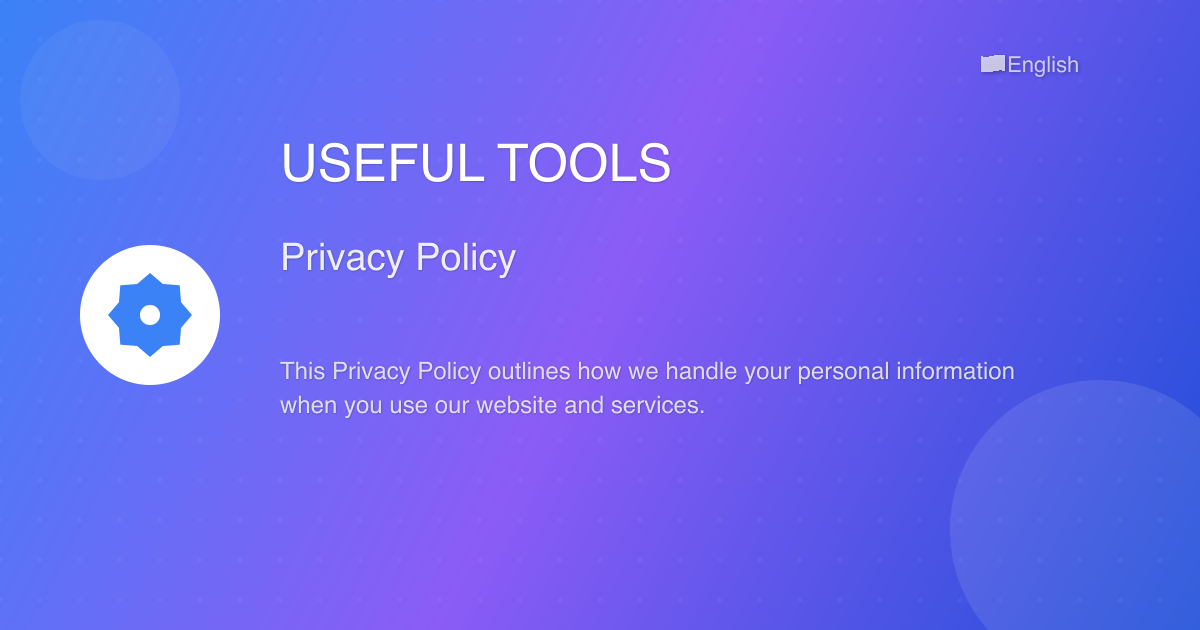 English
USEFUL TOOLS
Privacy Policy
This Privacy Policy outlines how we handle your personal information
when you use our website and services.